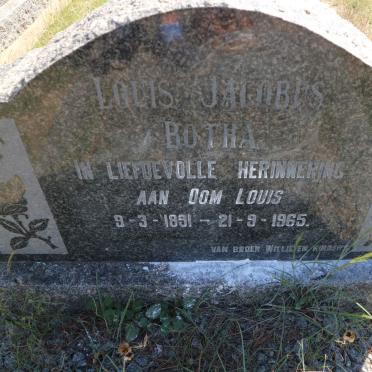 LOUIS JACOBUS
BOTHA
IN LIEFDEVOLLE HERINNERING
AAN OOM LOUIS
9-3-1891 - 21-9-1965.
VAN BROER WILLIE EN KINDERS